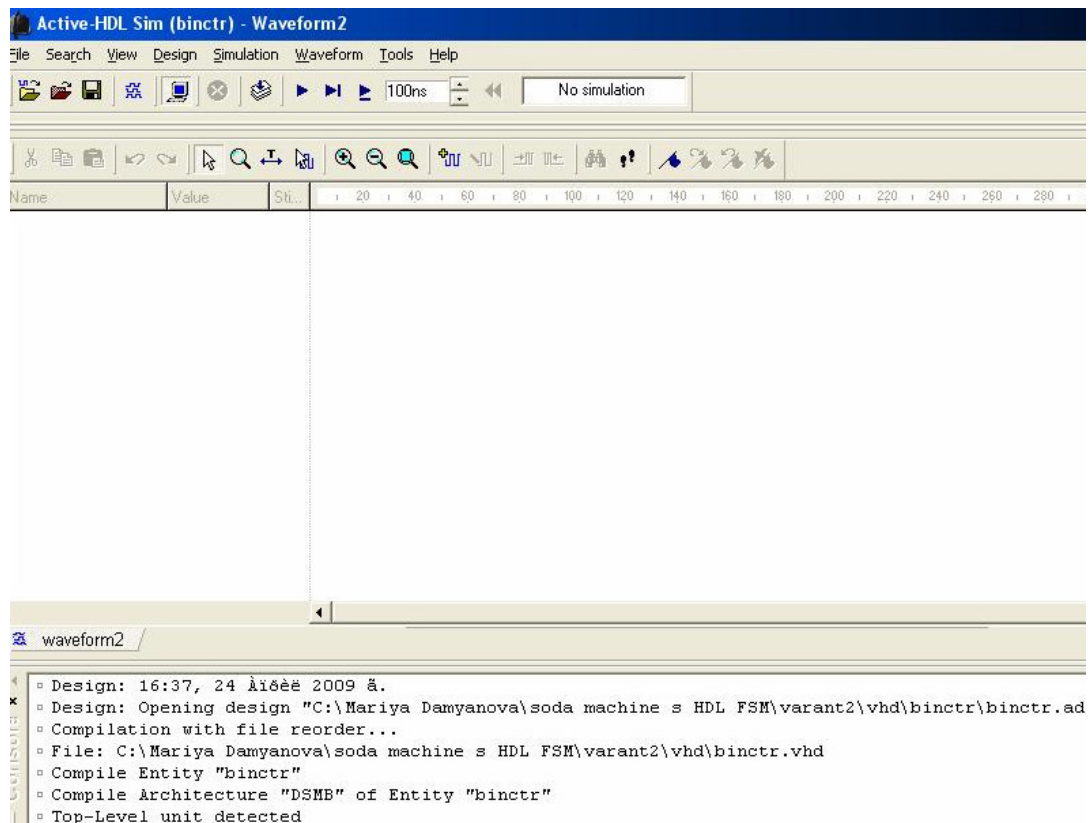 Active-HDL Sim (binctr) - Waveform2
File Search View Design Simulation Waveform Tools Help
100ns No simulation
Name Value Sti... 20 40 60 80 100 120 140 160 180 200 220 240 260 280
waveform2
Design: 16:37, 24 Àïðèë 2009 ã.
Design: Opening design "C:\Mariya Damyanova\soda machine s HDL FSM\varant2\vhd\binctr\binctr.ad
Compilation with file reorder...
File: C:\Mariya Damyanova\soda machine s HDL FSM\varant2\vhd\binctr.vhd
Compile Entity "binctr"
Compile Architecture "DSMB" of Entity "binctr"
Top-Level unit detected
Console